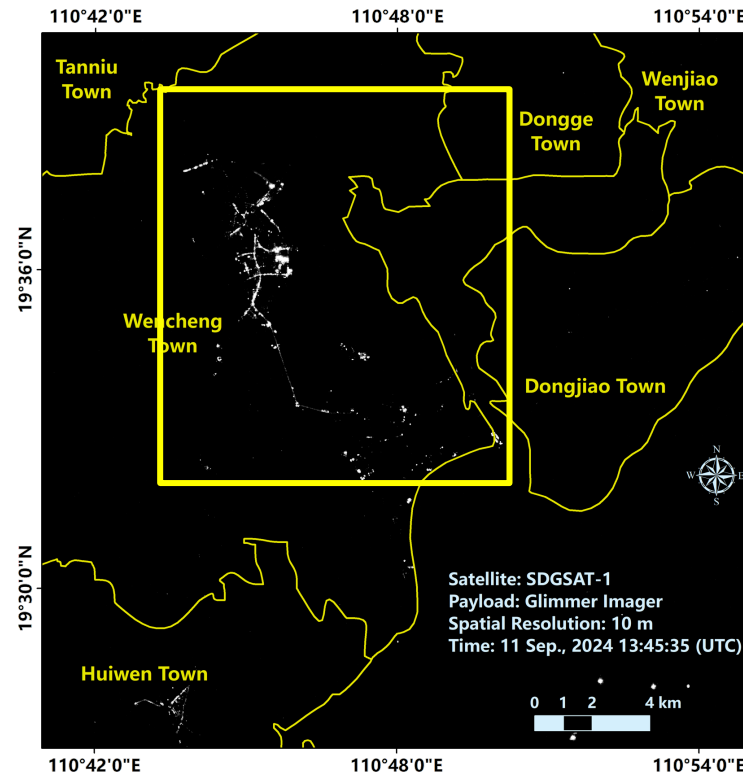 110°42'0"E 110°48'0"E 110°54'0"E
Tanniu
Town
Wenjiao
Town
Dongge
Town
19°36'0"N
Wencheng
Town
Dongjiao Town
N
W E
S
19°30'0"N
Satellite: SDGSAT-1
Payload: Glimmer Imager
Spatial Resolution: 10 m
Time: 11 Sep., 2024 13:45:35 (UTC)
Huiwen Town
0 1 2 4 km
110°42'0"E 110°48'0"E 110°54'0"E